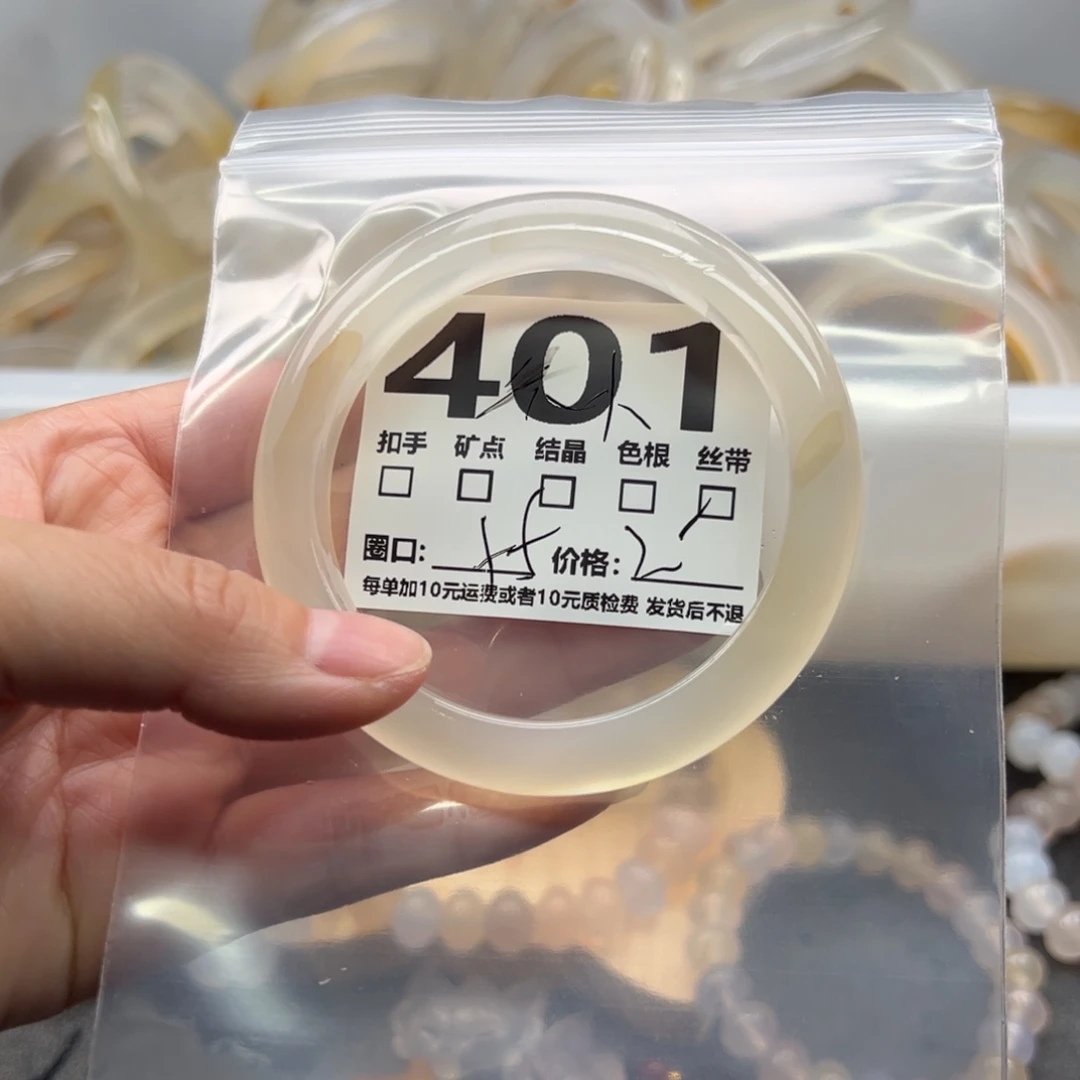 401
扣手 矿点 结晶 色根 丝带
圈口: 价格:
每单加10元运费或者10元质检费 发货后不退